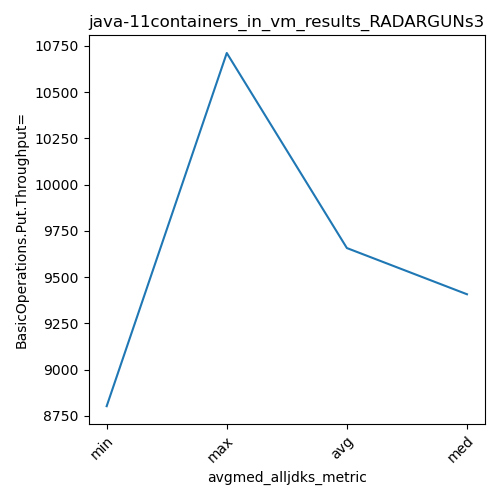 java-11containers_in_vm_results_RADARGUNs3
BasicOperations.Put.Throughput=
10750
10500
10250
10000
9750
9500
9250
9000
8750
min
max
avg
med
avgmed_alljdks_metric